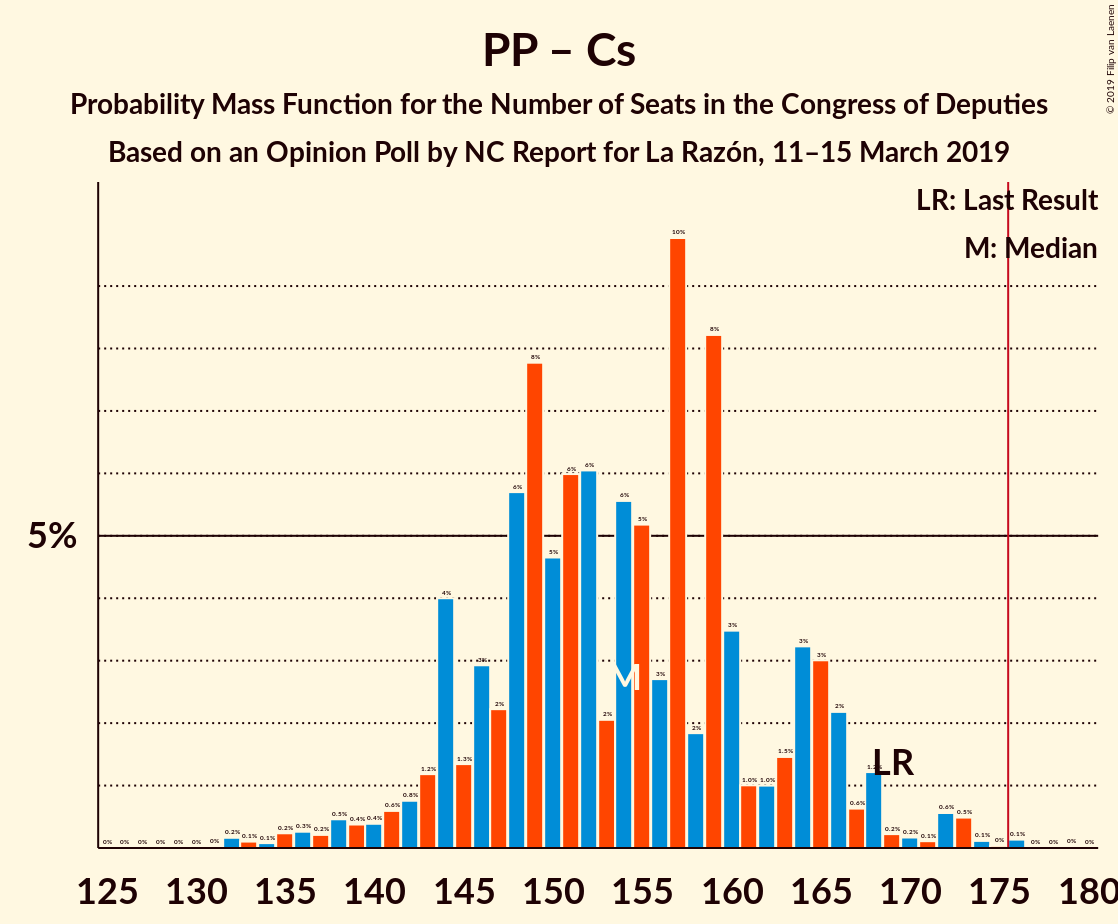 PP – Cs
Probability Mass Function for the Number of Seats in the Congress of Deputies
Based on an Opinion Poll by NC Report for La Razón, 11–15 March 2019
© 2019 Filip van Laenen
LR: Last Result
M: Median
5%
0% 0% 0% 0% 0% 0% 0% 0.2% 0.1% 0.1% 0.2% 0.3% 0.2% 0.5% 0.4% 0.4% 0.6% 0.8% 1.2% 4% 1.3% 3% 2% 6% 8% 5% 6% 6% 2% 6% 5% 3% 10% 2% 8% 3% 1.0% 1.0% 1.5% 3% 3% 2% 0.6% 1.2% 0.2% 0.2% 0.1% 0.6% 0.5% 0.1% 0% 0.1% 0% 0% 0% 0%
M
LR
125 130 135 140 145 150 155 160 165 170 175 180